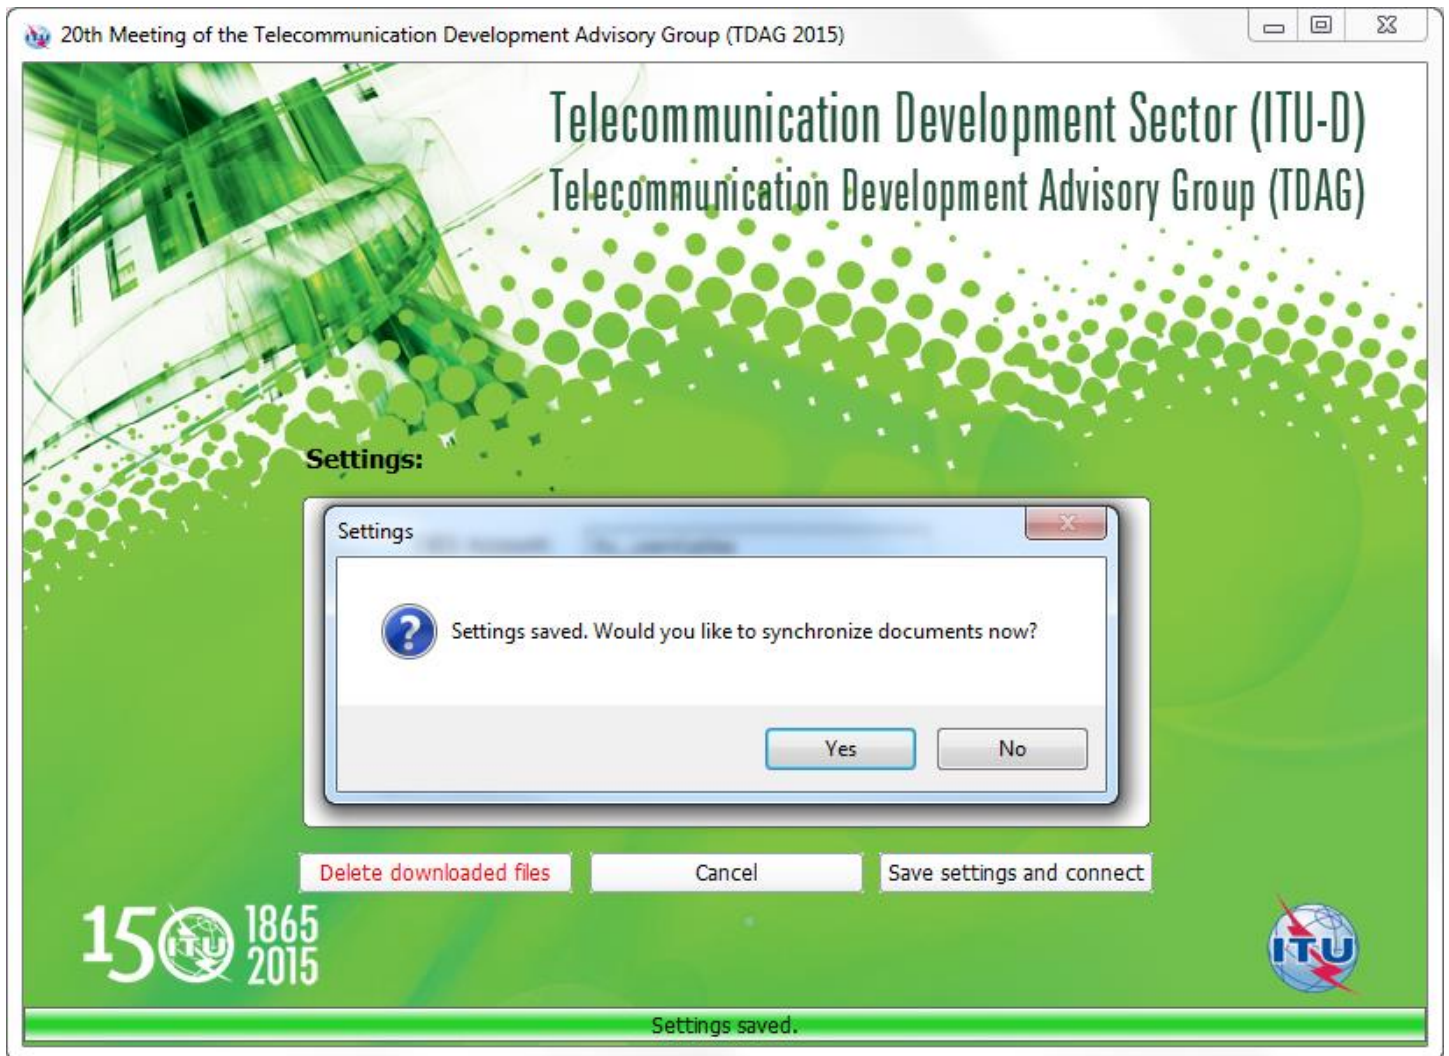 20th Meeting of the Telecommunication Development Advisory Group (TDAG 2015)
Telecommunication Development Sector (ITU-D)
Telecommunication Development Advisory Group (TDAG)
Settings:
Settings
Settings saved. Would you like to synchronize documents now?
Yes No
Delete downloaded files Cancel Save settings and connect
150 ITU 1865
2015
ITU
Settings saved.